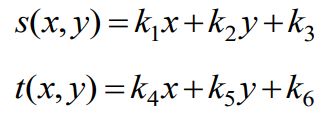 s(x, y) = k₁x + k₂y + k₃
t(x, y) = k₄x + k₅y + k₆